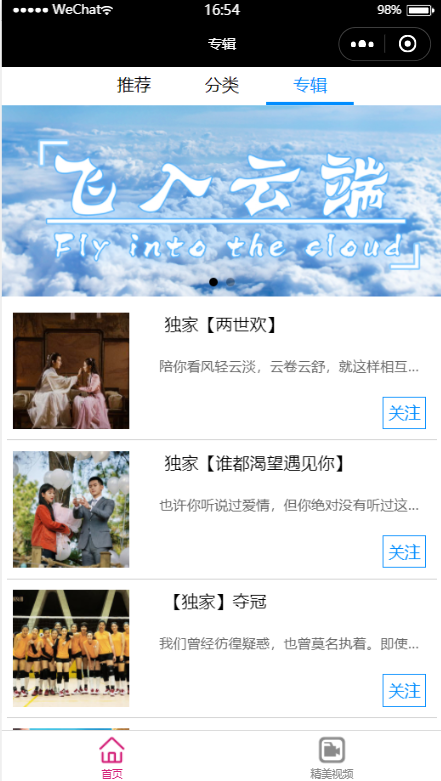 WeChat 16:54 98%
专辑
推荐 分类 专辑
飞入云端
Fly into the cloud
独家【两世欢】
陪你看风轻云淡，云卷云舒，就这样相互...
关注
独家【谁都渴望遇见你】
也许你听说过爱情，但你绝对没有听过这...
关注
【独家】夺冠
我们曾经彷徨疑惑，也曾莫名执着。即使...
关注
首页 精美视频